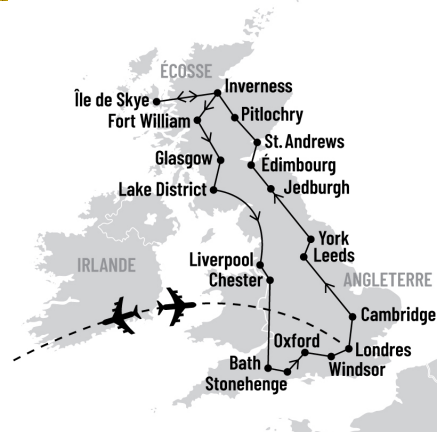 ÉCOSSE
Inverness
Île de Skye
Pitlochry
Fort William
St. Andrews
Glasgow
Édimbourg
Lake District
Jedburgh
York
Leeds
Liverpool
IRLANDE
Chester
ANGLETERRE
Cambridge
Oxford
Londres
Bath
Windsor
Stonehenge